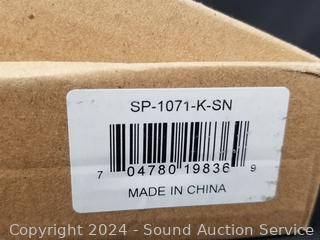 SP-1071-K-SN
7 04780 19836 9
MADE IN CHINA
Copyright © 2024 - Sound Auction Service